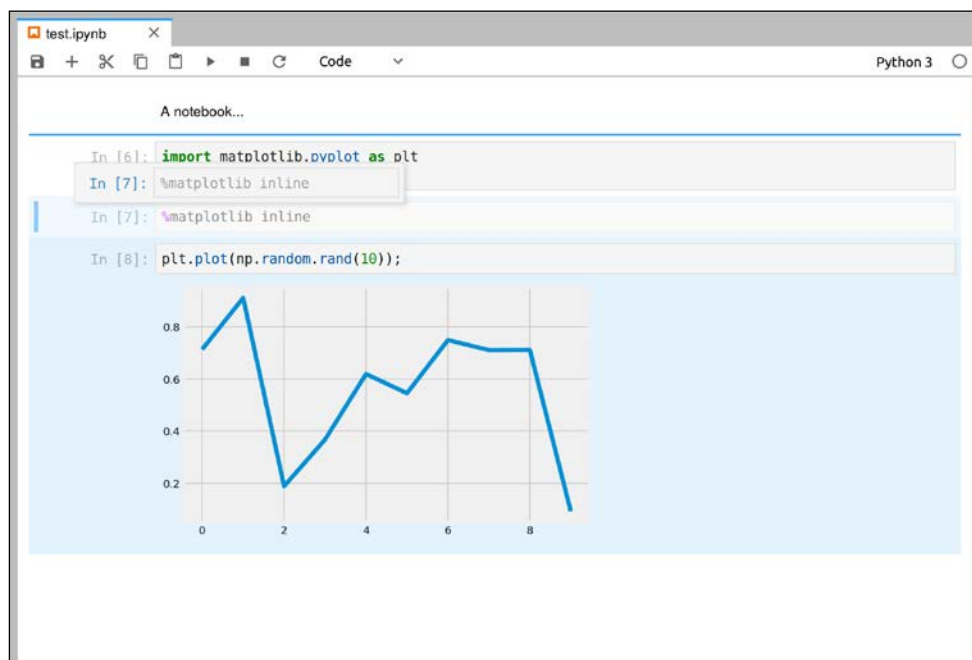 test.ipynb
Code
Python 3
A notebook...
In [6]: import matplotlib.pyplot as plt
In [7]: %matplotlib inline
In [7]: %matplotlib inline
In [8]: plt.plot(np.random.rand(10));
0.8
0.6
0.4
0.2
0 2 4 6 8